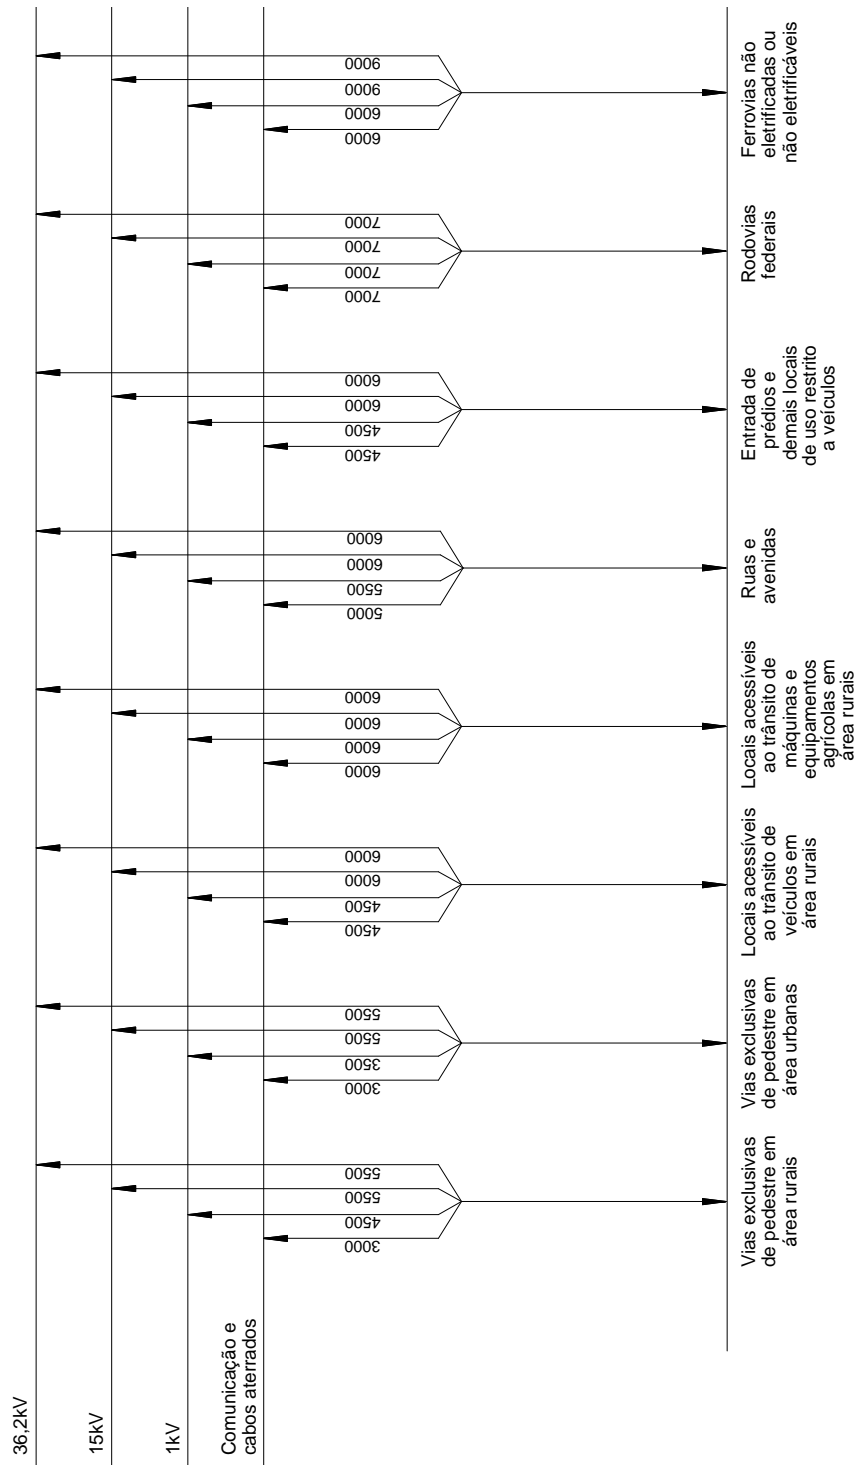 36,2kV
15kV
1kV
Comunicação e
cabos aterrados
5500
5500
4500
3000
Vias exclusivas
de pedestre em
área rurais
5500
5500
3500
3000
Vias exclusivas
de pedestre em
área urbanas
6000
6000
4500
4500
Locais acessíveis
ao trânsito de
veículos em
área rurais
6000
6000
6000
6000
Locais acessíveis
ao trânsito de
máquinas e
equipamentos
agrícolas em
área rurais
6000
6000
5500
5000
Ruas e
avenidas
6000
6000
4500
4500
Entrada de
prédios e
demais locais
de uso restrito
a veículos
7000
7000
7000
7000
Rodovias
federais
9000
9000
6000
6000
Ferrovias não
eletrificadas ou
não eletrificáveis